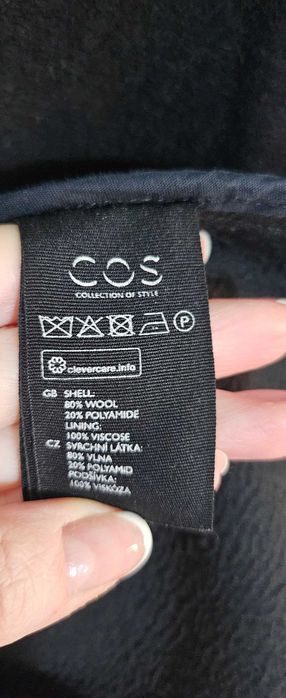 COS
COLLECTION OF STYLE
P
clevercare.info
GB SHELL:
80% WOOL
20% POLYAMIDE
LINING:
100% VISCOSE
CZ SVRCHNÍ LÁTKA:
80% VLNA
20% POLYAMID
PODŠÍVKA:
100% VISKÓZA